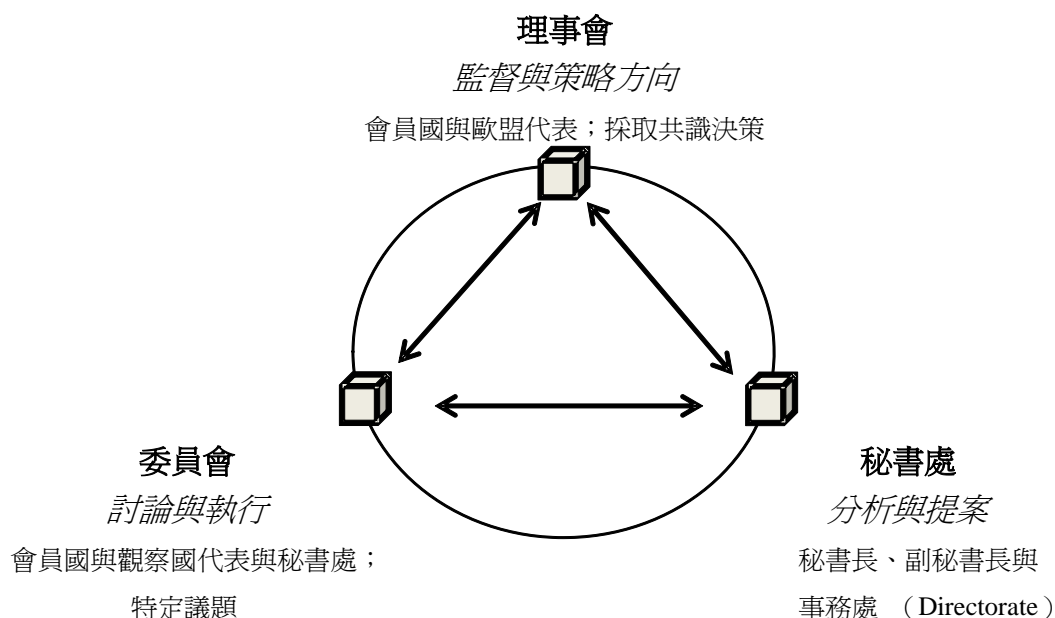 理事會
監督與策略方向
會員國與歐盟代表；採取共識決策
委員會
討論與執行
會員國與觀察國代表與秘書處；
特定議題
秘書處
分析與提案
秘書長、副秘書長與
事務處 （Directorate）